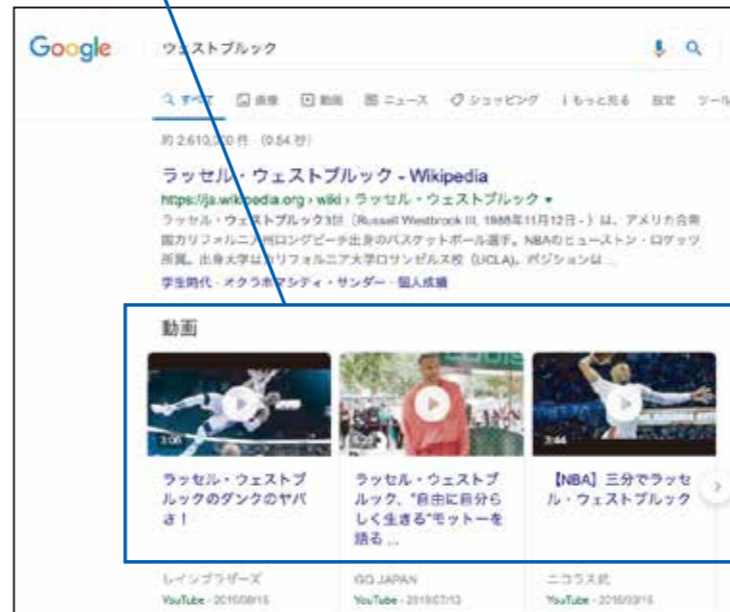 Google
ウェストブルック
すべて 画像 動画 ニュース ショッピング もっと見る 設定 ツール
約 2,610,000 件 (0.54 秒)
ラッセル・ウェストブルック - Wikipedia
https://ja.wikipedia.org › wiki › ラッセル・ウェストブルック ▾
ラッセル・ウェストブルック3世 (Russell Westbrook III, 1988年11月12日 - ) は、アメリカ合衆
国カリフォルニア州ロングビーチ出身のバスケットボール選手。NBAのヒューストン・ロケッツ
所属。出身大学はカリフォルニア大学ロサンゼルス校 (UCLA)。ポジションは ...
学生時代 · オクラホマシティ・サンダー · 個人成績
動画
3:06
3:44
ラッセル・ウェストブ
ルックのダンクのヤバ
さ!
ラッセル・ウェストブ
ルック、"自由に自分ら
しく生きる"モットーを
語る ...
【NBA】三分でラッセ
ル・ウェストブルック
レインブラザーズ
YouTube - 2016/08/15
GQ JAPAN
YouTube - 2019/07/13
ニコラス武
YouTube - 2016/03/15